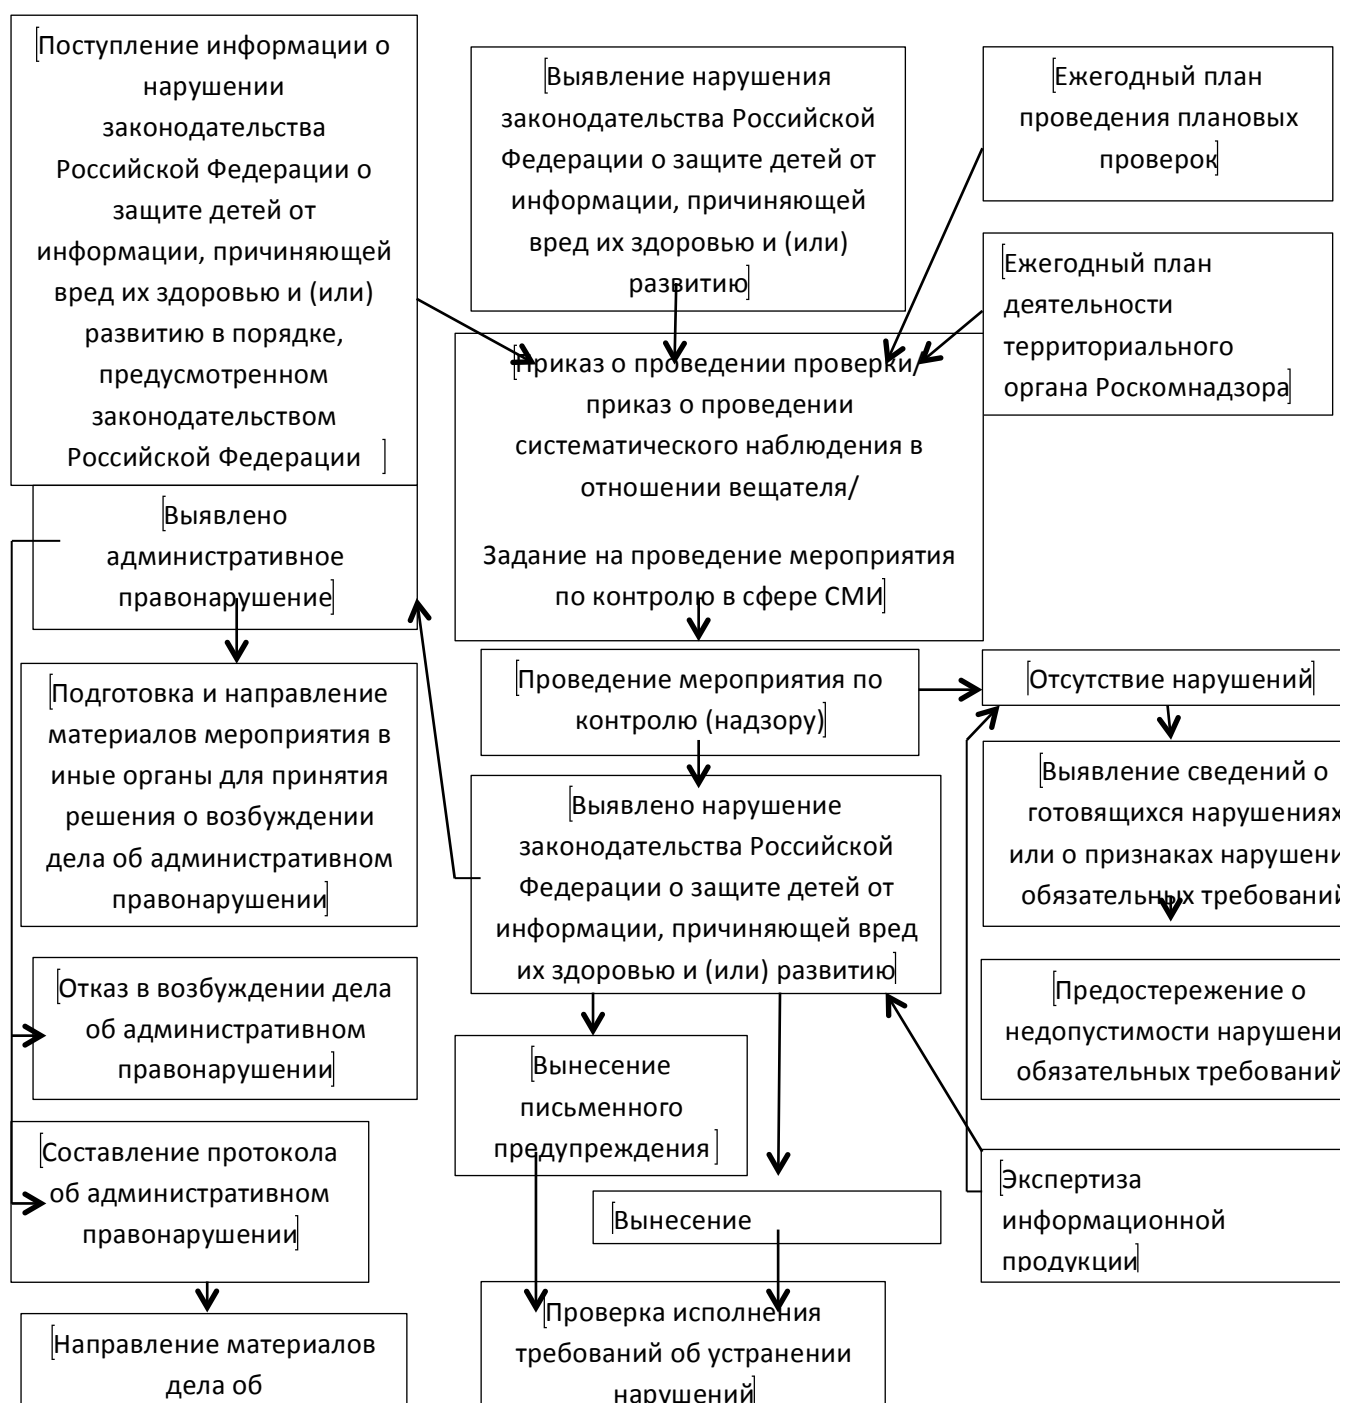 Поступление информации о
нарушении
законодательства
Российской Федерации о
защите детей от
информации, причиняющей
вред их здоровью и (или)
развитию в порядке,
предусмотренном
законодательством
Российской Федерации
Выявление нарушения
законодательства Российской
Федерации о защите детей от
информации, причиняющей
вред их здоровью и (или)
развитию
Ежегодный план
проведения плановых
проверок
Ежегодный план
деятельности
территориального
органа Роскомнадзора
Приказ о проведении проверки/
приказ о проведении
систематического наблюдения в
отношении вещателя/
Задание на проведение мероприятия
по контролю в сфере СМИ
Выявлено
административное
правонарушение
Подготовка и направление
материалов мероприятия в
иные органы для принятия
решения о возбуждении
дела об административном
правонарушении
Проведение мероприятия по
контролю (надзору)
Отсутствие нарушений
Выявление сведений о
готовящихся нарушениях
или о признаках нарушени
обязательных требований
Выявлено нарушение
законодательства Российской
Федерации о защите детей от
информации, причиняющей вред
их здоровью и (или) развитию
Отказ в возбуждении дела
об административном
правонарушении
Предостережение о
недопустимости нарушени
обязательных требований
Вынесение
письменного
предупреждения
Составление протокола
об административном
правонарушении
Вынесение
Экспертиза
информационной
продукции
Направление материалов
дела об
Проверка исполнения
требований об устранении
нарушений